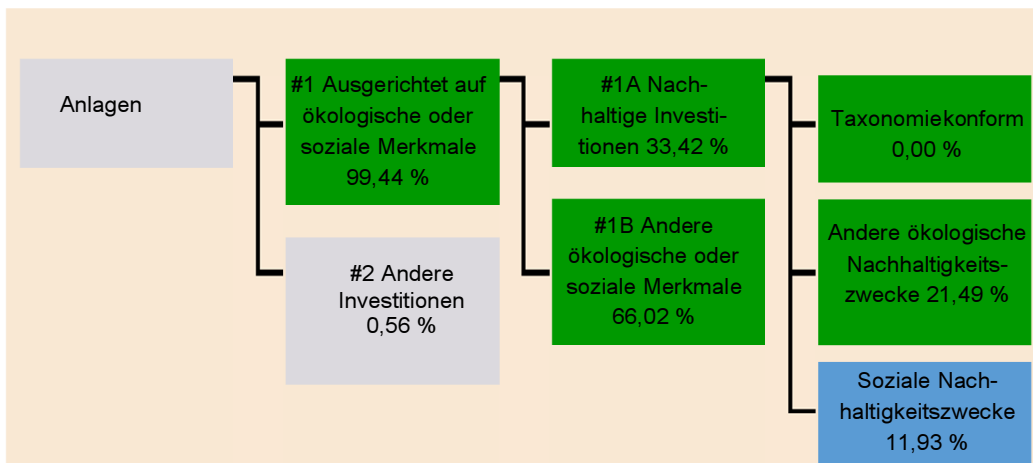 Anlagen
#1 Ausgerichtet auf
ökologische oder
soziale Merkmale
99,44 %
#2 Andere
Investitionen
0,56 %
#1A Nach-
haltige Investi-
tionen 33,42 %
#1B Andere
ökologische oder
soziale Merkmale
66,02 %
Taxonomiekonform
0,00 %
Andere ökologische
Nachhaltigkeits-
zwecke 21,49 %
Soziale Nach-
haltigkeitszwecke
11,93 %